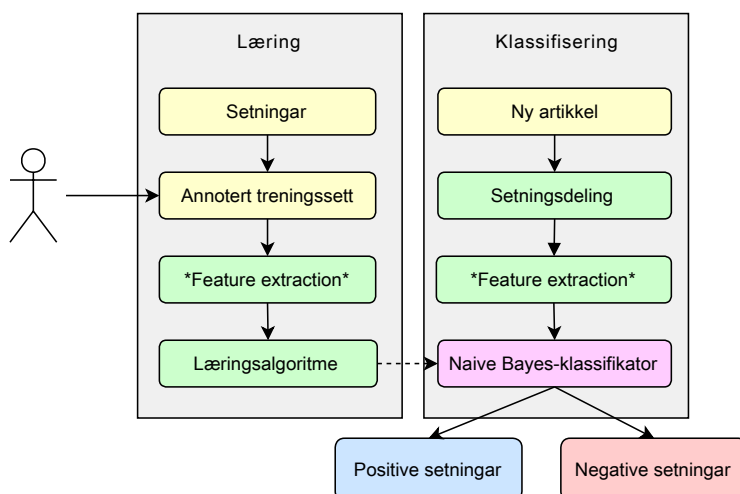 Læring
Setningar
Annotert treningssett
*Feature extraction*
Læringsalgoritme
Klassifisering
Ny artikkel
Setningsdeling
*Feature extraction*
Naive Bayes-klassifikator
Positive setningar
Negative setningar